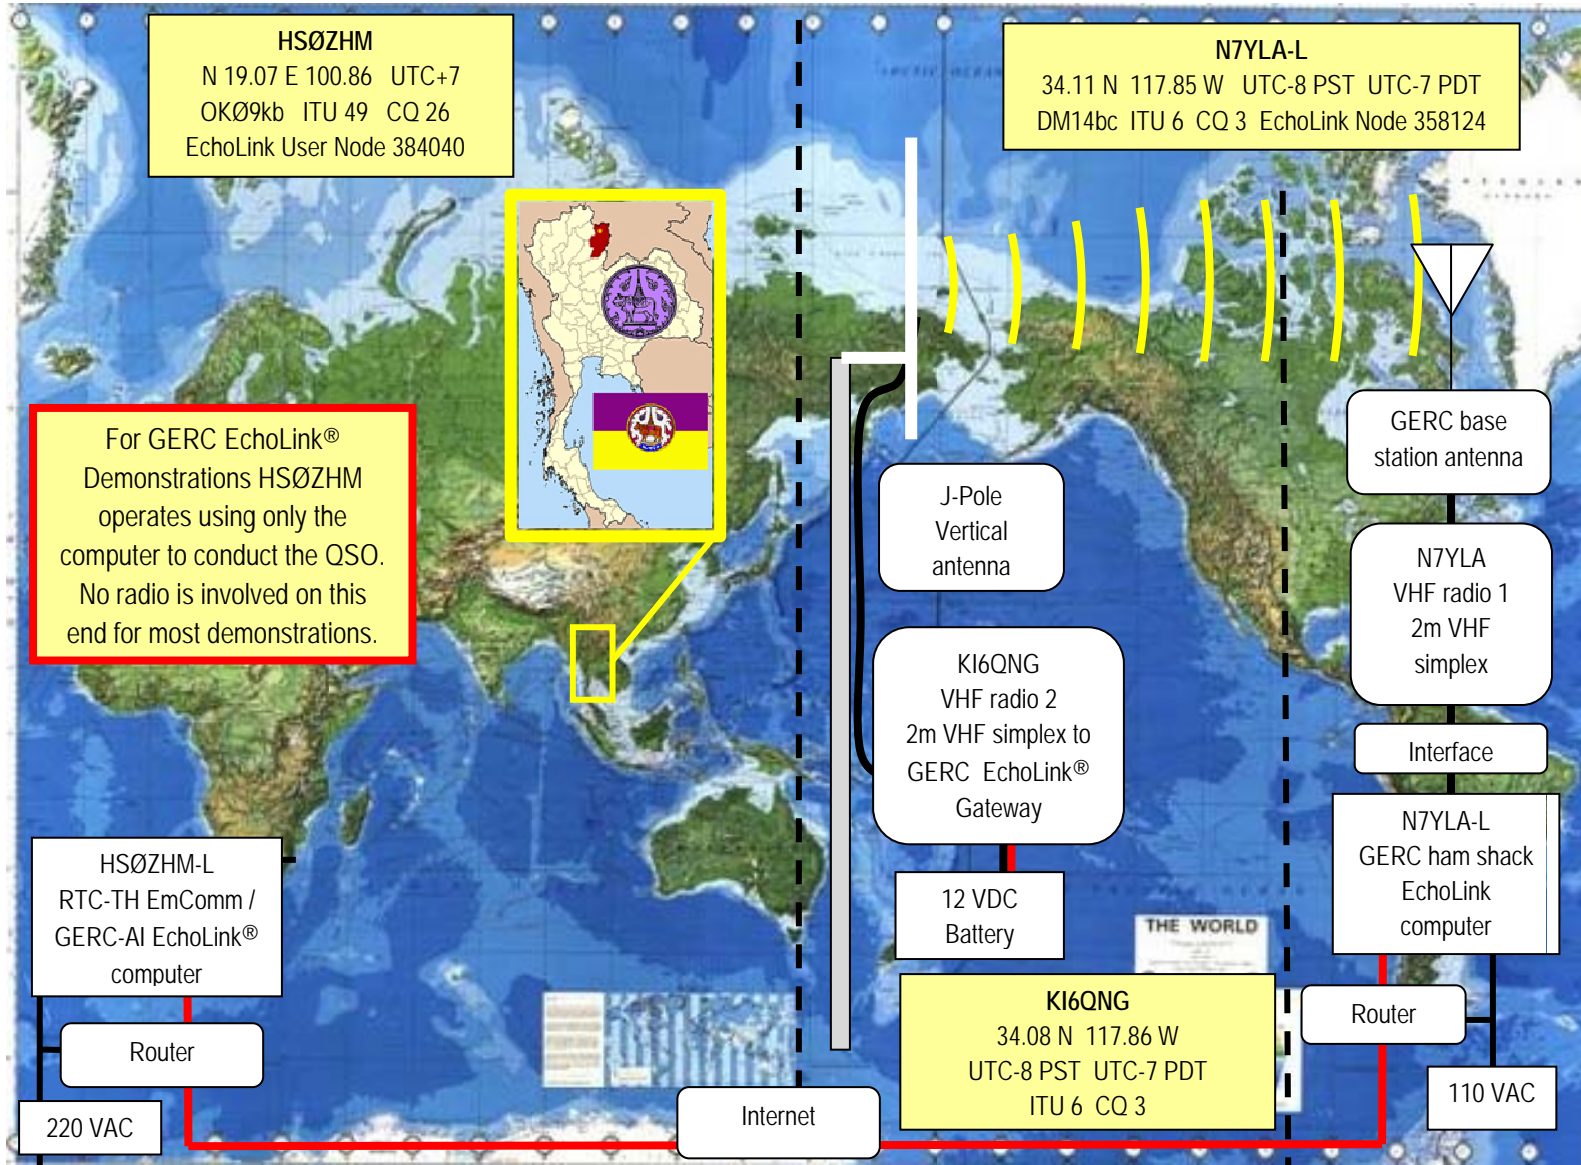 HSØZHM
N 19.07 E 100.86 UTC+7
OKØ9kb ITU 49 CQ 26
EchoLink User Node 384040
N7YLA-L
34.11 N 117.85 W UTC-8 PST UTC-7 PDT
DM14bc ITU 6 CQ 3 EchoLink Node 358124
For GERC EchoLink®
Demonstrations HSØZHM
operates using only the
computer to conduct the QSO.
No radio is involved on this
end for most demonstrations.
J-Pole
Vertical
antenna
GERC base
station antenna
N7YLA
VHF radio 1
2m VHF
simplex
KI6QNG
VHF radio 2
2m VHF simplex to
GERC EchoLink®
Gateway
Interface
12 VDC
Battery
N7YLA-L
GERC ham shack
EchoLink
computer
HSØZHM-L
RTC-TH EmComm /
GERC-AI EchoLink®
computer
THE WORLD
KI6QNG
34.08 N 117.86 W
UTC-8 PST UTC-7 PDT
ITU 6 CQ 3
Router
Router
220 VAC
Internet
110 VAC